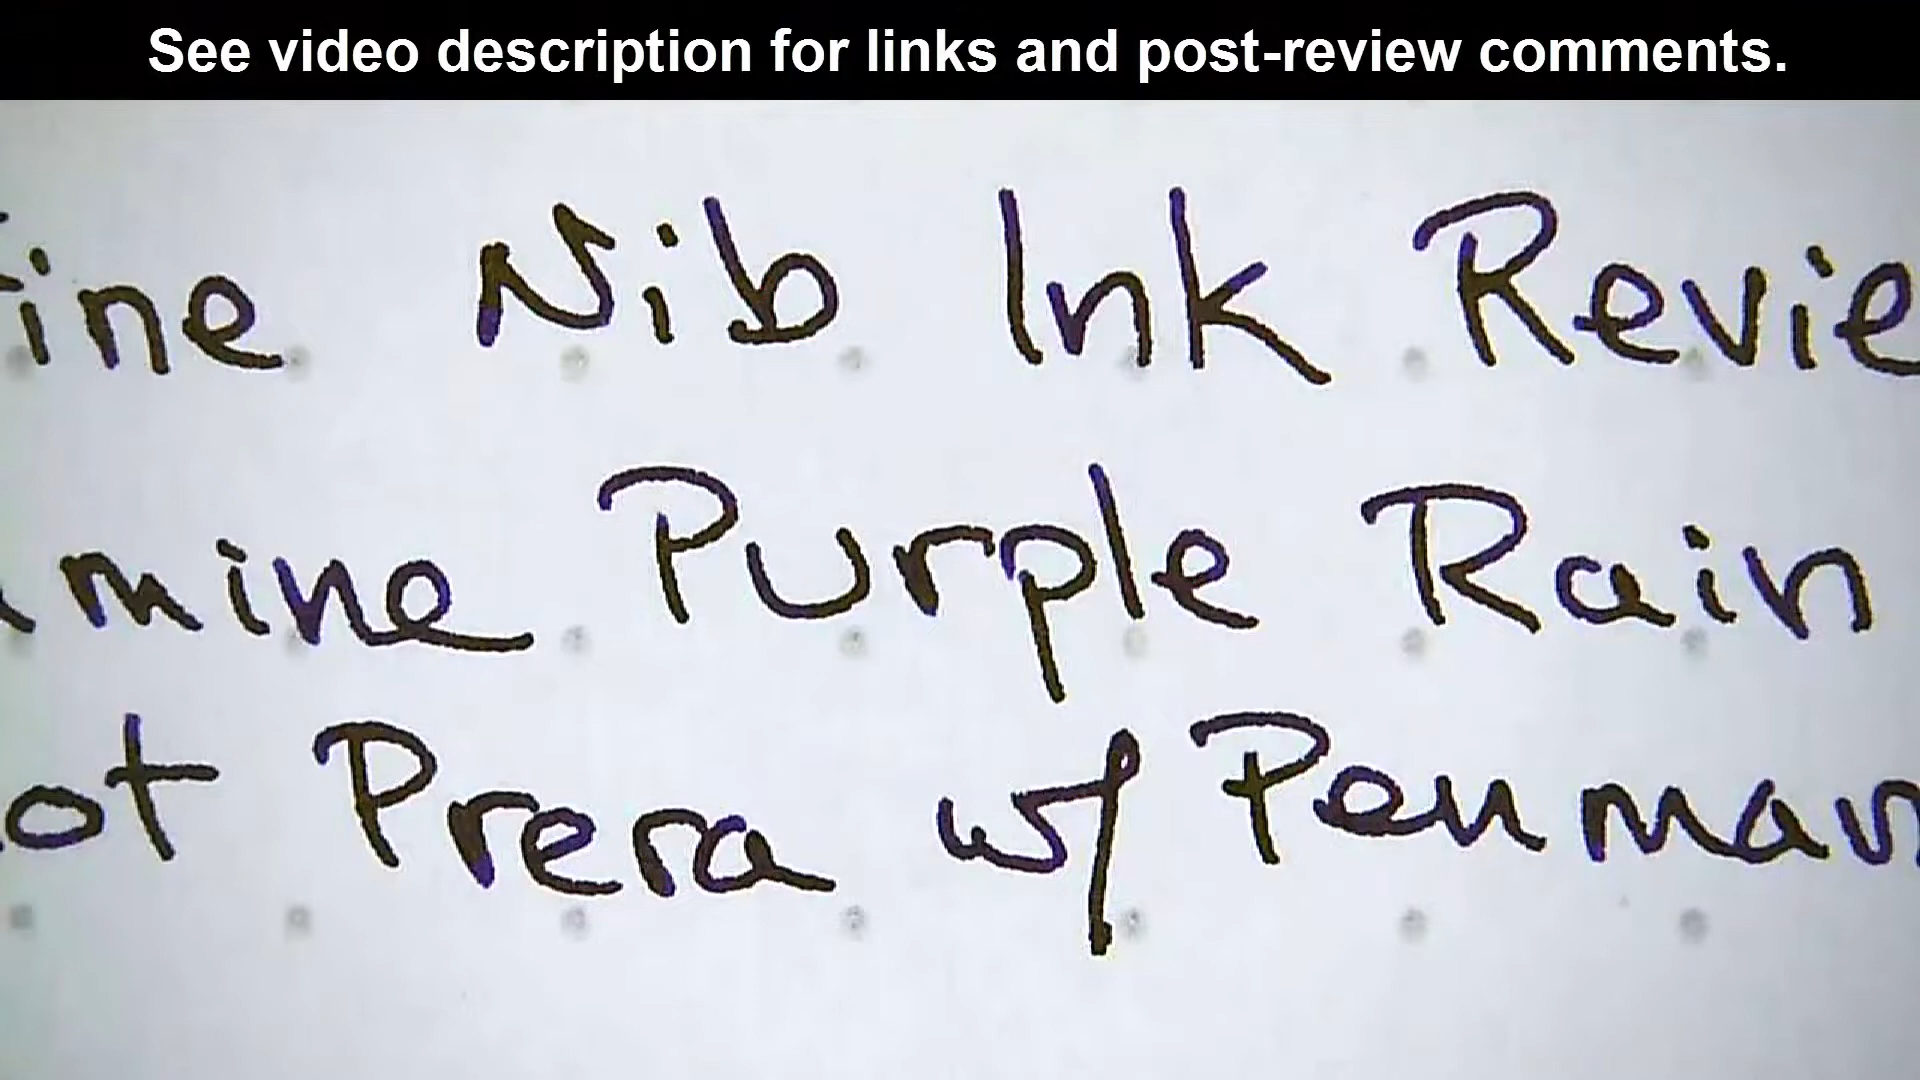 See video description for links and post-review comments.
ine Nib Ink Revie
mine Purple Rain
ot Prera w/ Penman